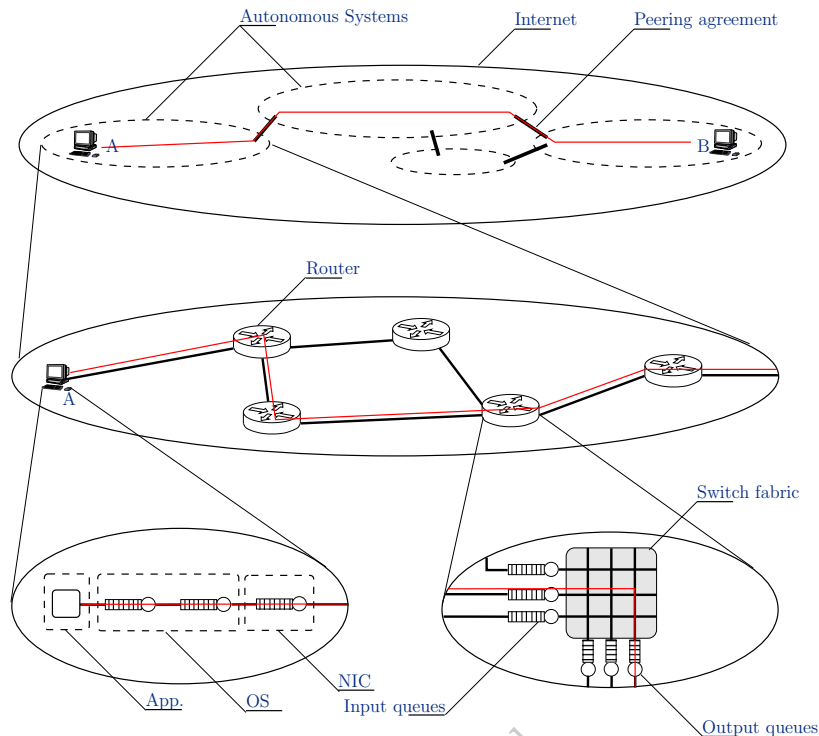 Autonomous Systems
Internet
Peering agreement
A
B
Router
A
Switch fabric
App.
OS
NIC
Input queues
Output queues